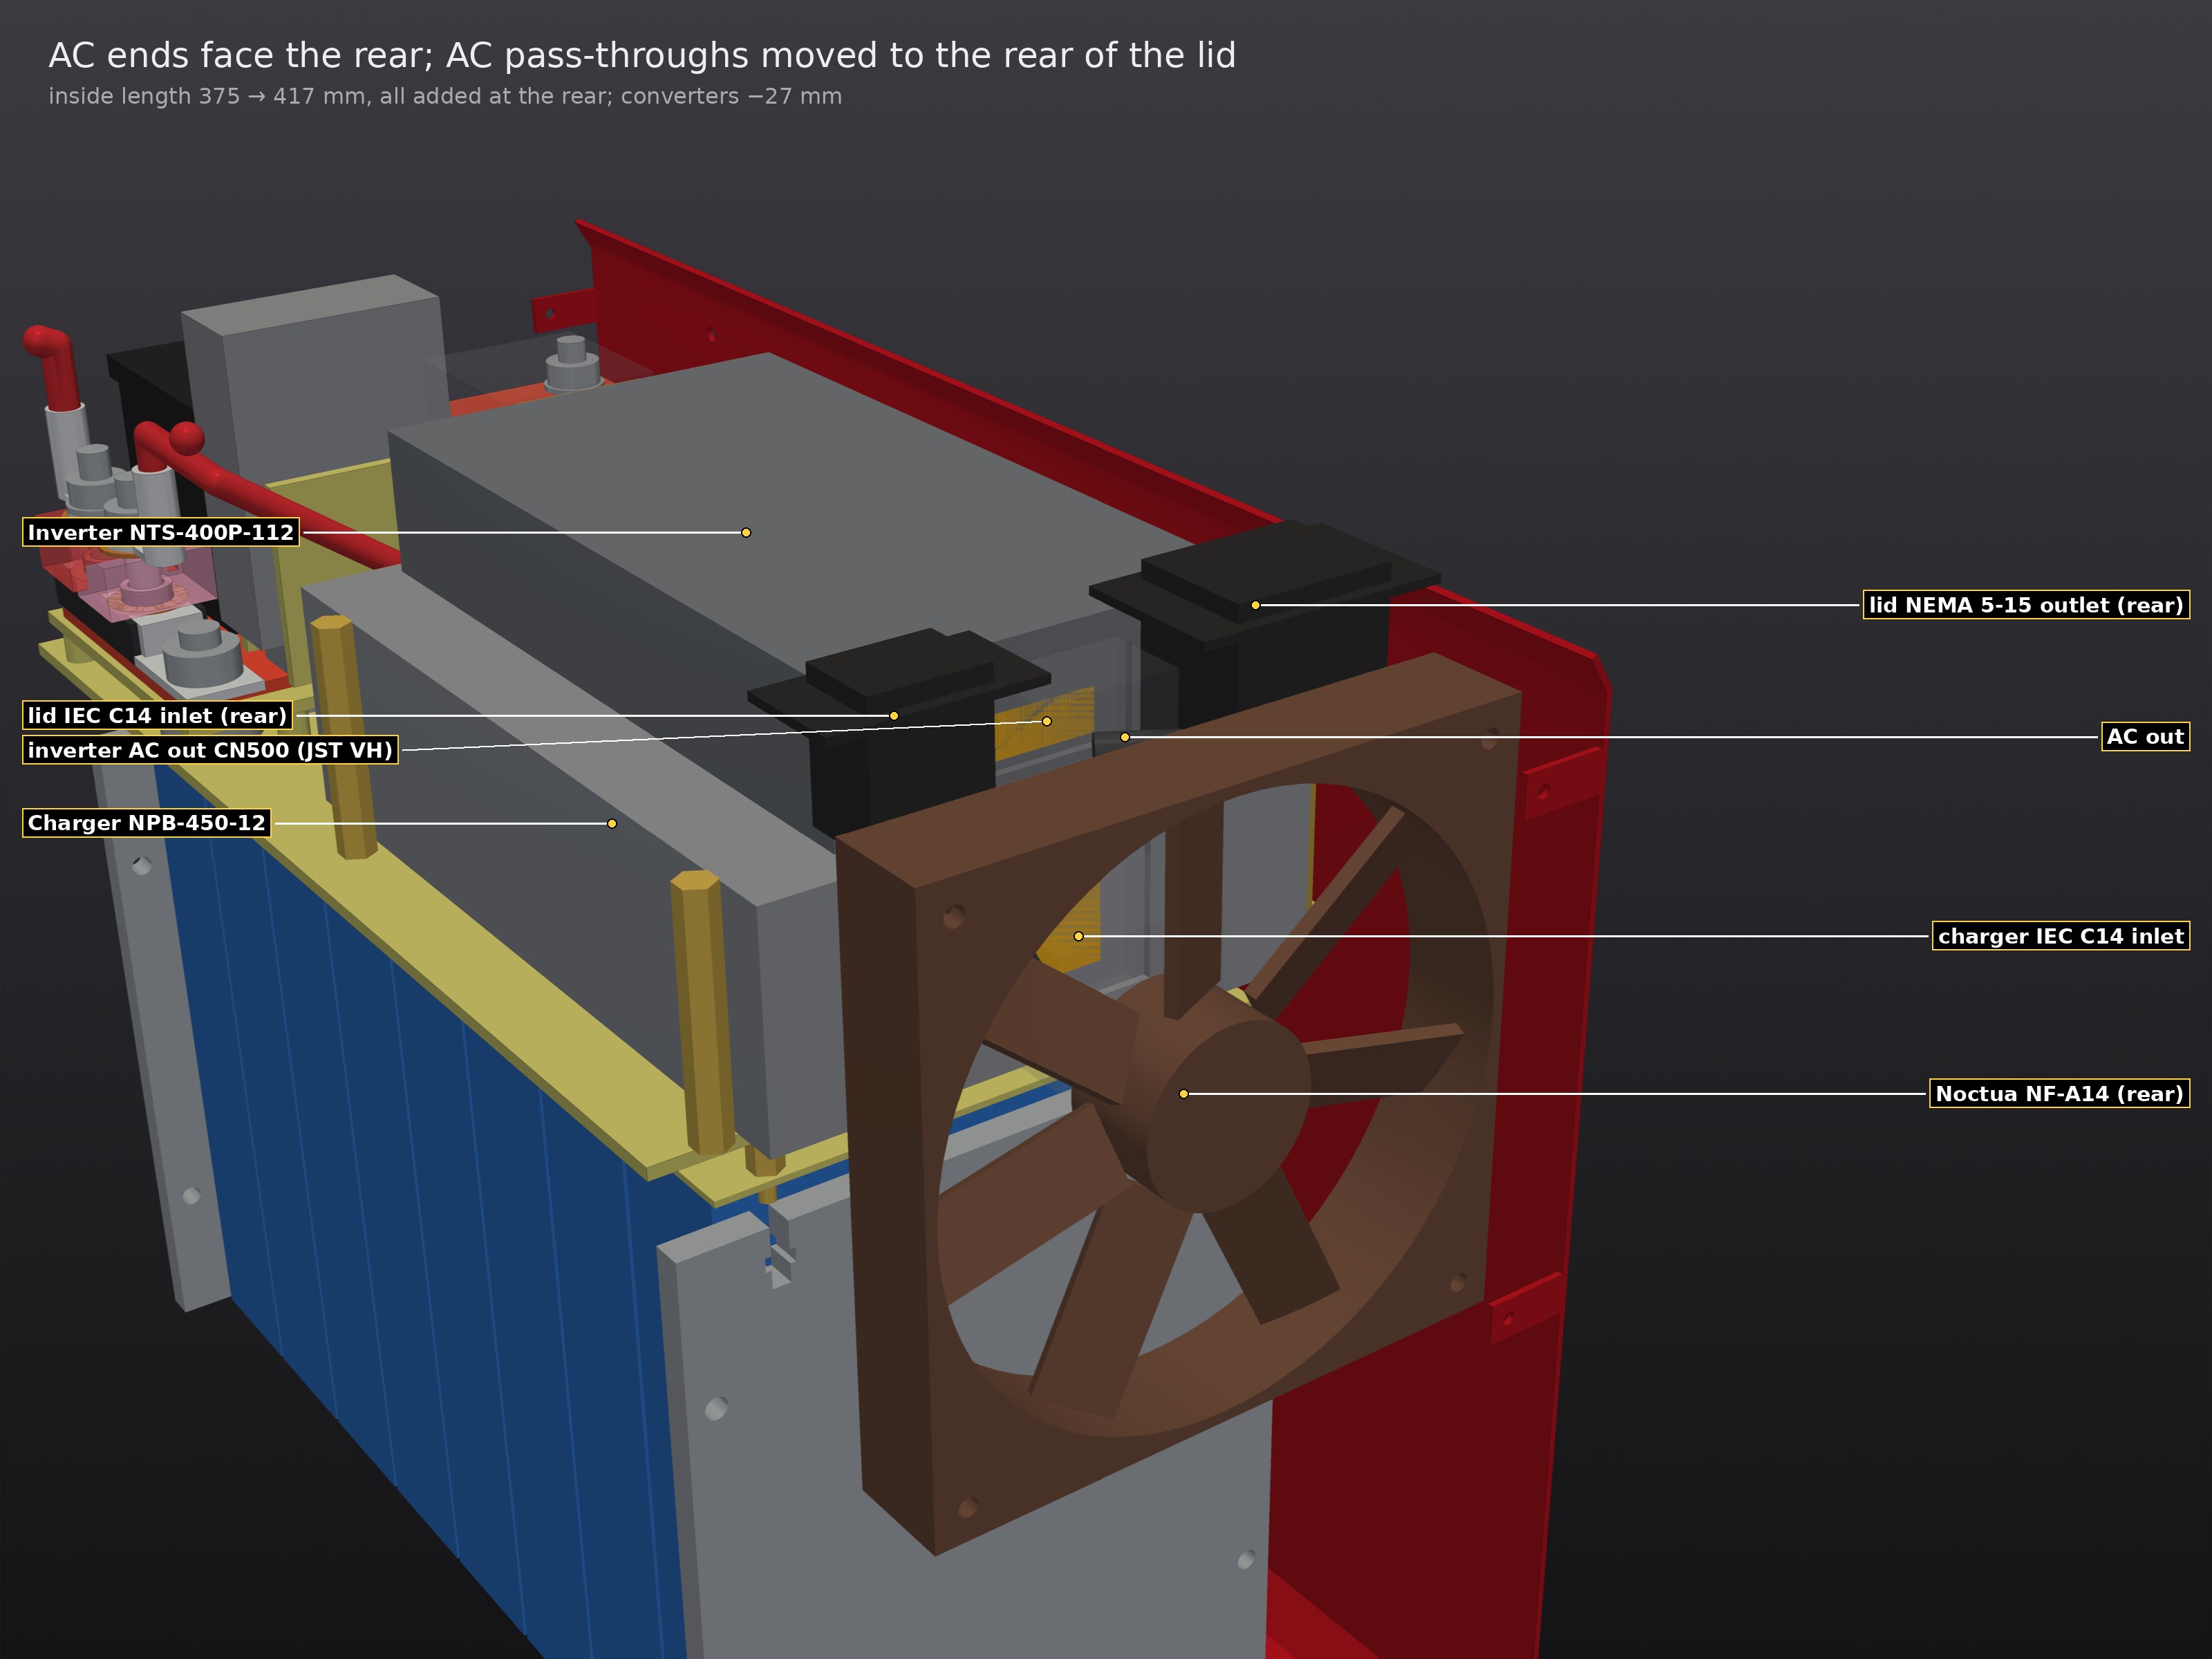 AC ends face the rear; AC pass-throughs moved to the rear of the lid
inside length 375 → 417 mm, all added at the rear; converters −27 mm
Inverter NTS-400P-112
lid NEMA 5-15 outlet (rear)
lid IEC C14 inlet (rear)
inverter AC out CN500 (JST VH)
AC out
Charger NPB-450-12
charger IEC C14 inlet
Noctua NF-A14 (rear)